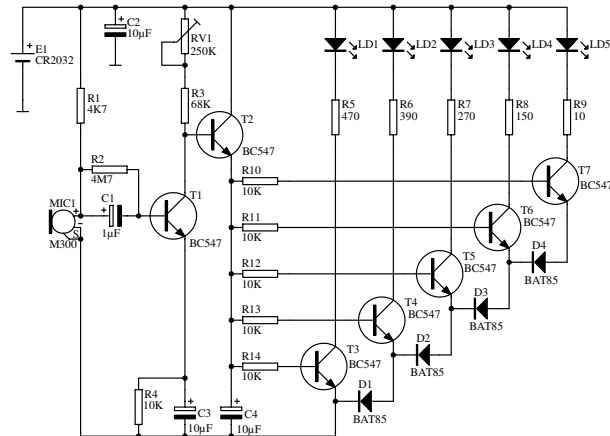 E1
CR2032
C2
10µF
RV1
250K
R1
4K7
R3
68K
R2
4M7
MIC1
+
-
S
M300
C1
1µF
T1
BC547
T2
BC547
LD1
LD2
LD3
LD4
LD5
R5
470
R6
390
R7
270
R8
150
R9
10
R10
10K
R11
10K
R12
10K
R13
10K
R14
10K
T7
BC547
T6
BC547
T5
BC547
T4
BC547
T3
BC547
D4
BAT85
D3
BAT85
D2
BAT85
D1
BAT85
R4
10K
C3
10µF
C4
10µF